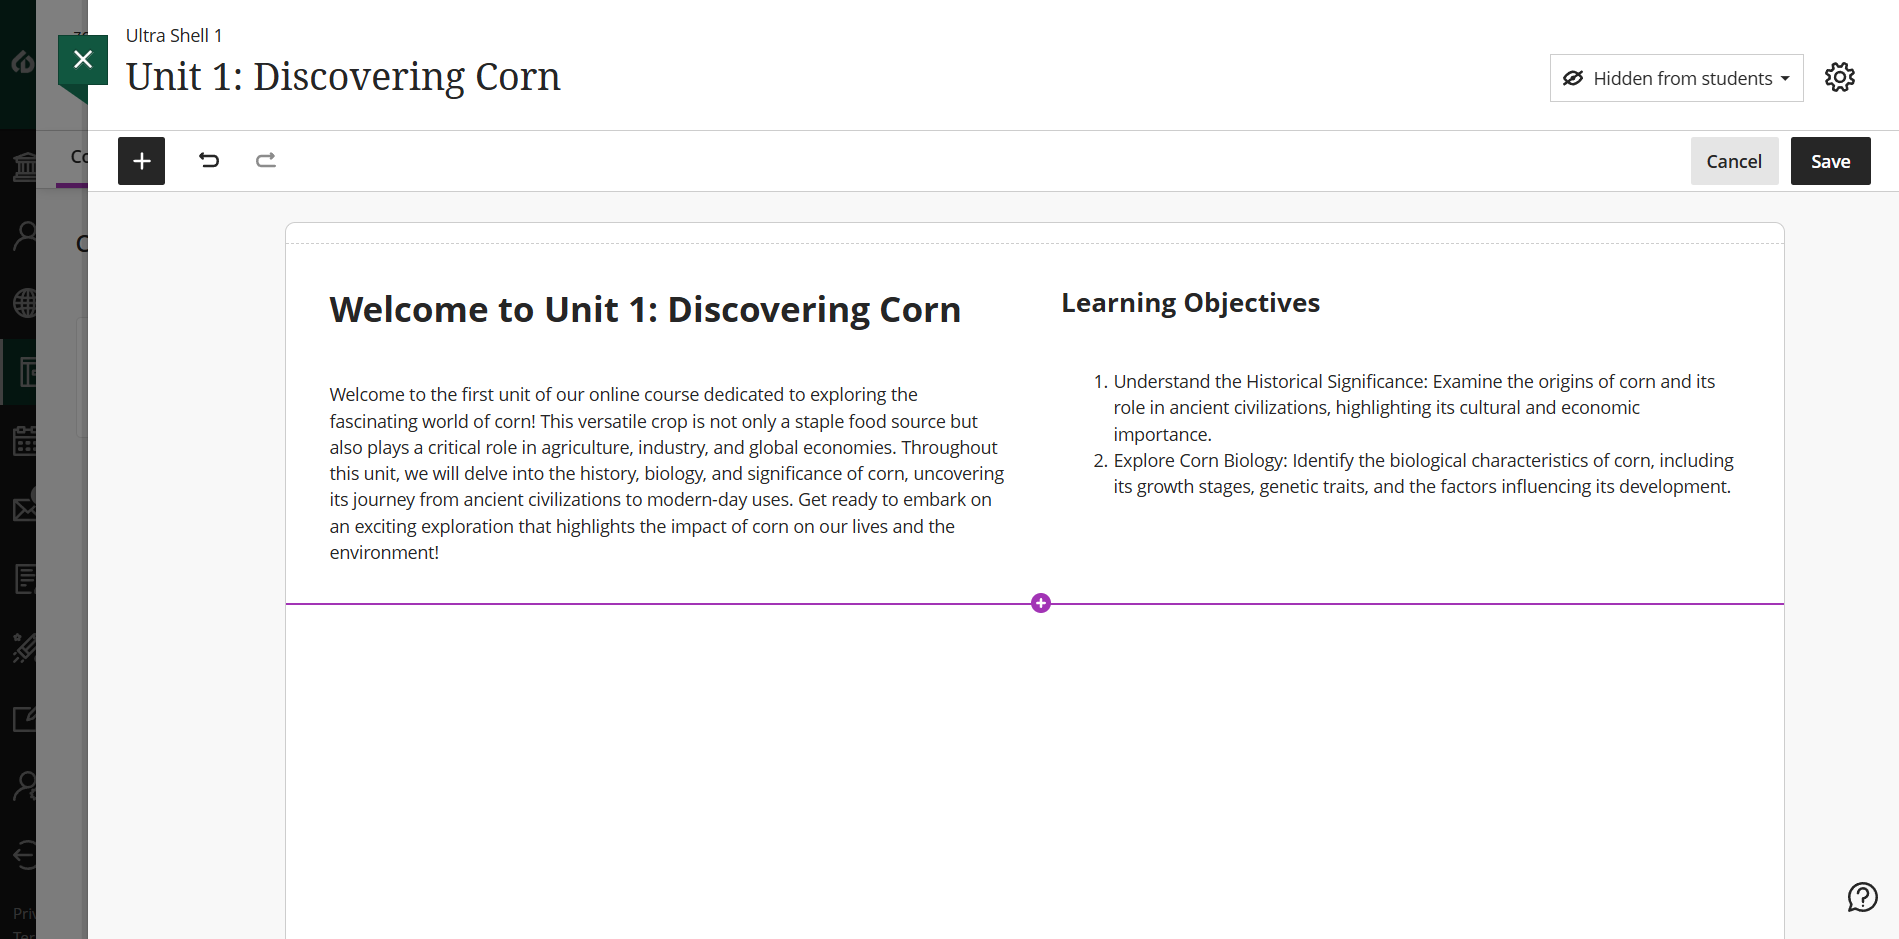 Ultra Shell 1
Unit 1: Discovering Corn
Hidden from students
Cancel
Save
Welcome to Unit 1: Discovering Corn
Welcome to the first unit of our online course dedicated to exploring the
fascinating world of corn! This versatile crop is not only a staple food source but
also plays a critical role in agriculture, industry, and global economies. Throughout
this unit, we will delve into the history, biology, and significance of corn, uncovering
its journey from ancient civilizations to modern-day uses. Get ready to embark on
an exciting exploration that highlights the impact of corn on our lives and the
environment!
Learning Objectives
1. Understand the Historical Significance: Examine the origins of corn and its
role in ancient civilizations, highlighting its cultural and economic
importance.
2. Explore Corn Biology: Identify the biological characteristics of corn, including
its growth stages, genetic traits, and the factors influencing its development.